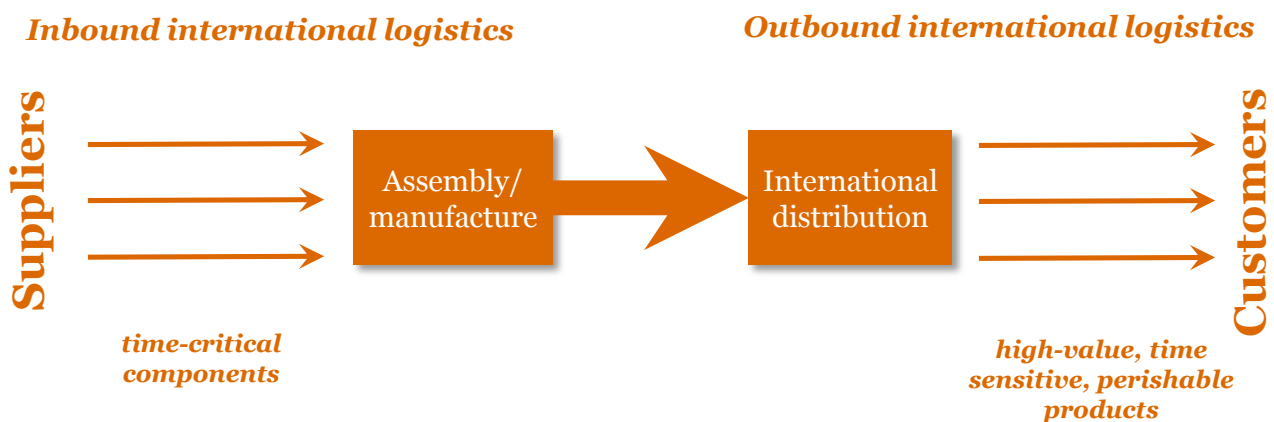 Inbound international logistics
Outbound international logistics
Suppliers
Assembly/
manufacture
International
distribution
Customers
time-critical
components
high-value, time
sensitive, perishable
products